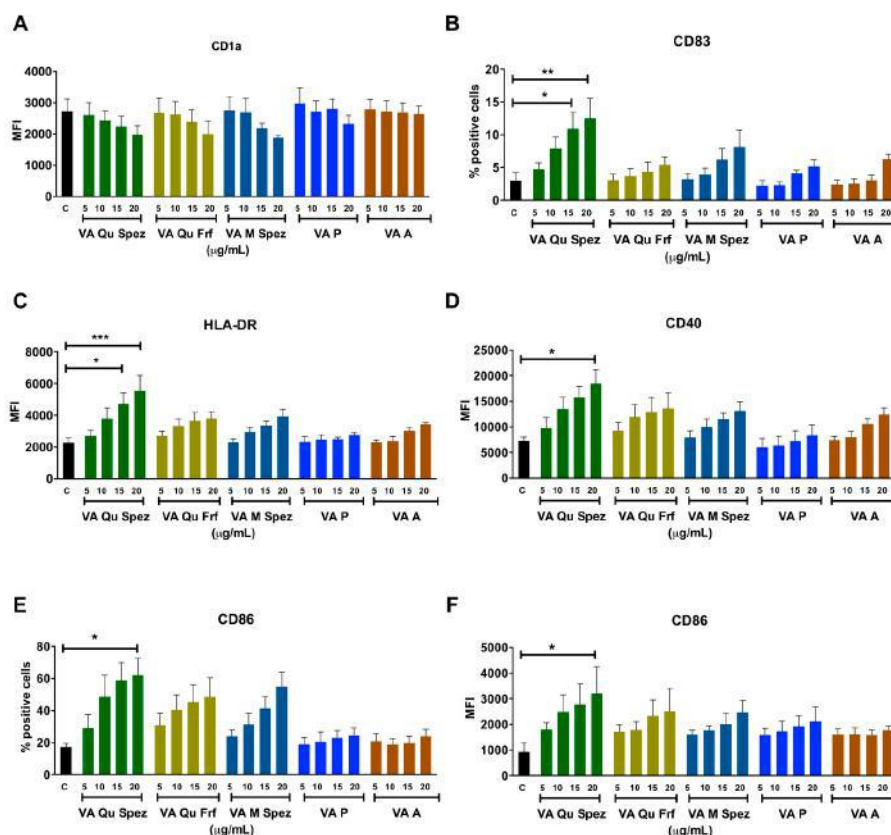 A
CD1a
MFI
4000
3000
2000
1000
0
C 5 10 15 20 5 10 15 20 5 10 15 20 5 10 15 20 5 10 15 20
VA Qu Spez VA Qu Frf VA M Spez VA P VA A
(µg/mL)
B
CD83
% positive cells
20
15
10
5
0
**
*
C 5 10 15 20 5 10 15 20 5 10 15 20 5 10 15 20 5 10 15 20
VA Qu Spez VA Qu Frf VA M Spez VA P VA A
(µg/mL)
C
HLA-DR
MFI
8000
6000
4000
2000
0
***
*
C 5 10 15 20 5 10 15 20 5 10 15 20 5 10 15 20 5 10 15 20
VA Qu Spez VA Qu Frf VA M Spez VA P VA A
(µg/mL)
D
CD40
MFI
25000
20000
15000
10000
5000
0
*
C 5 10 15 20 5 10 15 20 5 10 15 20 5 10 15 20 5 10 15 20
VA Qu Spez VA Qu Frf VA M Spez VA P VA A
(µg/mL)
E
CD86
% positive cells
80
60
40
20
0
*
C 5 10 15 20 5 10 15 20 5 10 15 20 5 10 15 20 5 10 15 20
VA Qu Spez VA Qu Frf VA M Spez VA P VA A
(µg/mL)
F
CD86
MFI
5000
4000
3000
2000
1000
0
*
C 5 10 15 20 5 10 15 20 5 10 15 20 5 10 15 20 5 10 15 20
VA Qu Spez VA Qu Frf VA M Spez VA P VA A
(µg/mL)